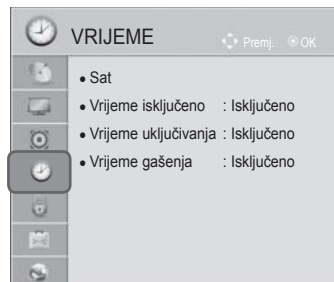 VRIJEME
Premj. OK
• Sat
• Vrijeme isključeno : Isključeno
• Vrijeme uključivanja : Isključeno
• Vrijeme gašenja : Isključeno